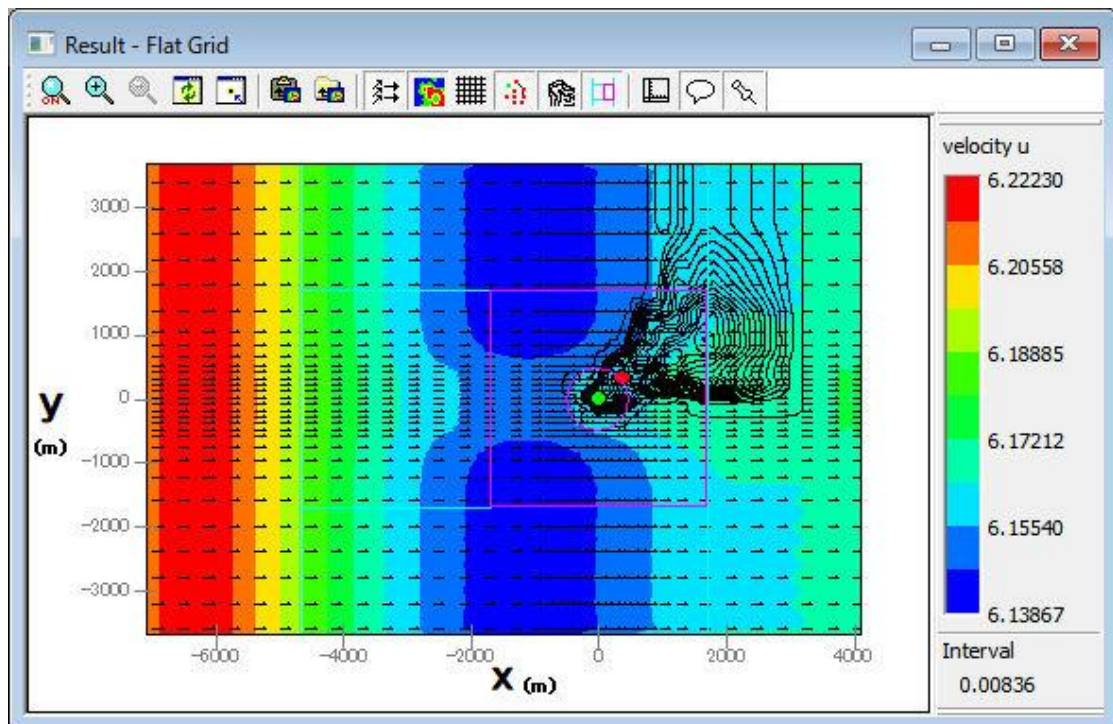 Result - Flat Grid
ON
velocity u
6.22230
6.20558
6.18885
6.17212
6.15540
6.13867
Interval
0.00836
3000
2000
1000
0
-1000
-2000
-3000
y
(m)
-6000 -4000 -2000 0 2000 4000
X (m)